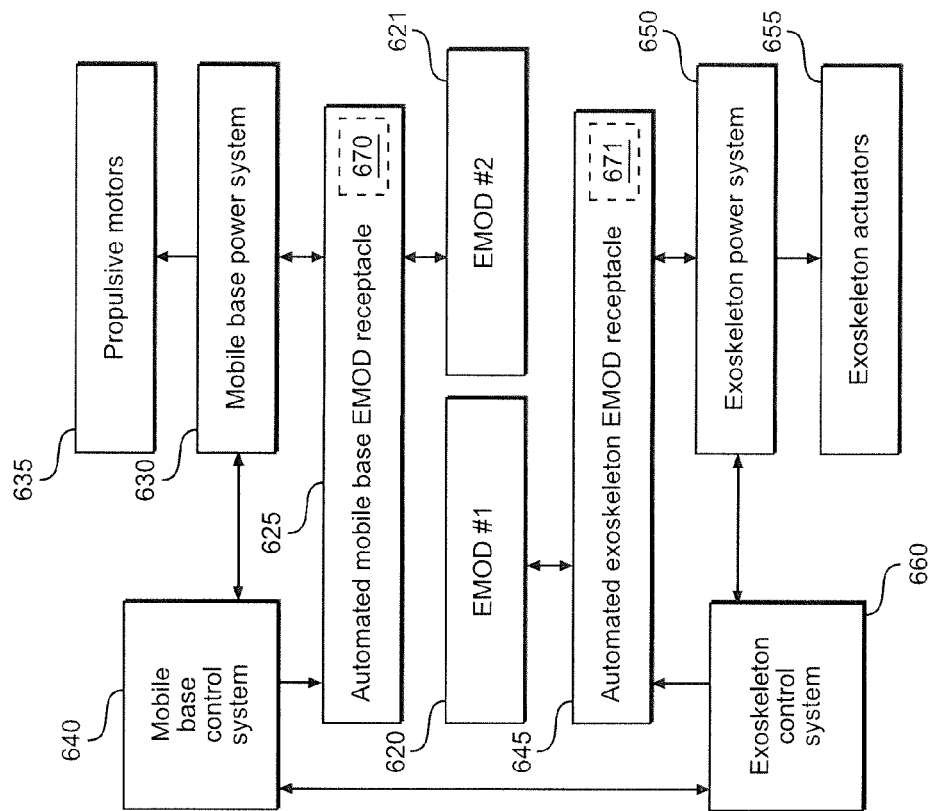 635
Propulsive motors
630
Mobile base power system
640
Mobile
base
control
system
625
Automated mobile base EMOD receptacle
670
621
EMOD #2
620
EMOD #1
645
Automated exoskeleton EMOD receptacle
671
650
Exoskeleton power system
655
Exoskeleton actuators
660
Exoskeleton
control
system